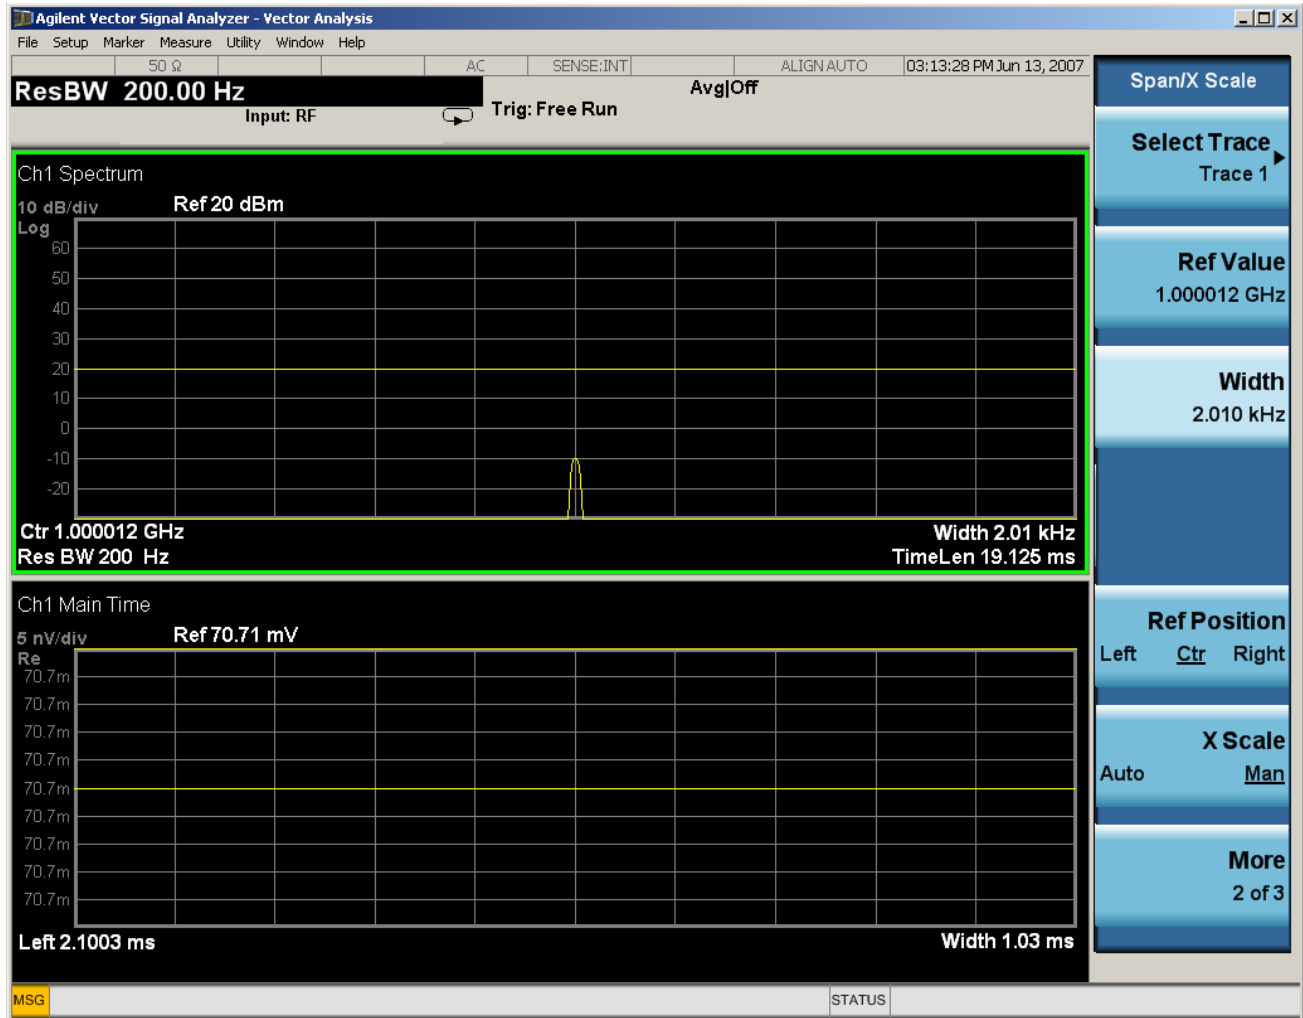 Agilent Vector Signal Analyzer - Vector Analysis
File Setup Marker Measure Utility Window Help
50 Ω AC SENSE:INT ALIGN AUTO 03:13:28 PM Jun 13, 2007
ResBW 200.00 Hz
Input: RF
Trig: Free Run
Avg|Off
Ch1 Spectrum
10 dB/div Ref 20 dBm
Log
60
50
40
30
20
10
0
-10
-20
Ctr 1.000012 GHz Width 2.01 kHz
Res BW 200 Hz TimeLen 19.125 ms
Ch1 Main Time
5 nV/div Ref 70.71 mV
Re
70.7m
70.7m
70.7m
70.7m
70.7m
70.7m
70.7m
70.7m
70.7m
Left 2.1003 ms Width 1.03 ms
Span/X Scale
Select Trace
Trace 1
Ref Value
1.000012 GHz
Width
2.010 kHz
Ref Position
Left Ctr Right
X Scale
Auto Man
More
2 of 3
MSG STATUS